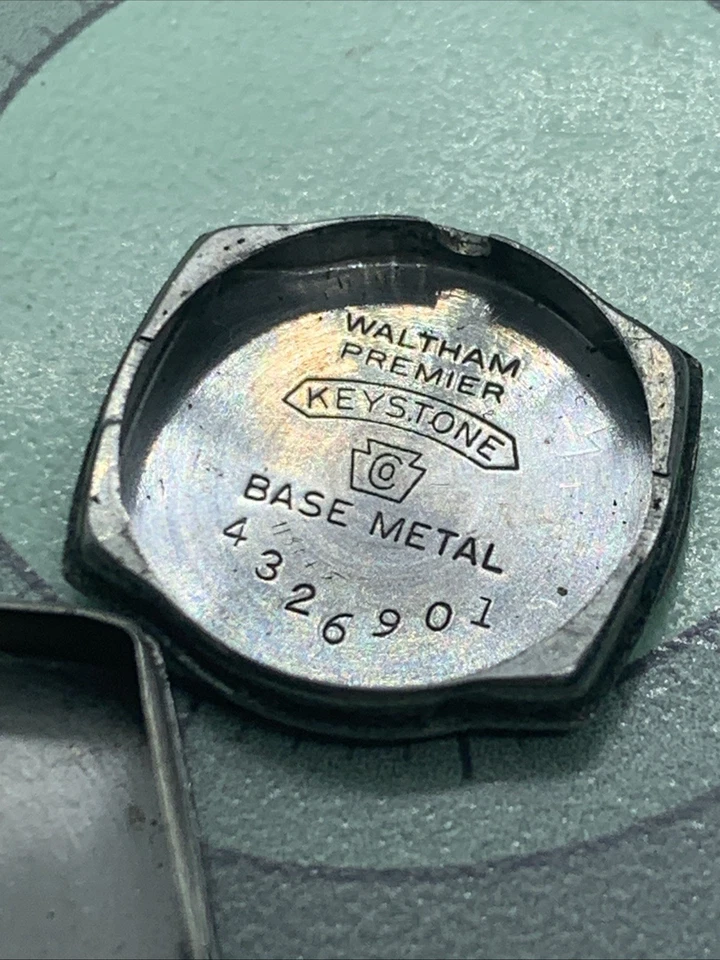 WALTHAM
PREMIER
KEYSTONE
C
BASE METAL
4326901